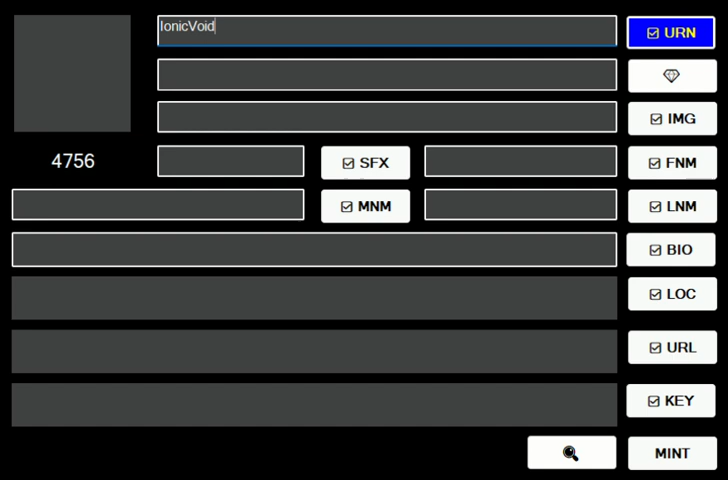 IonicVoid
URN
IMG
4756
SFX
FNM
MNM
LNM
BIO
LOC
URL
KEY
MINT